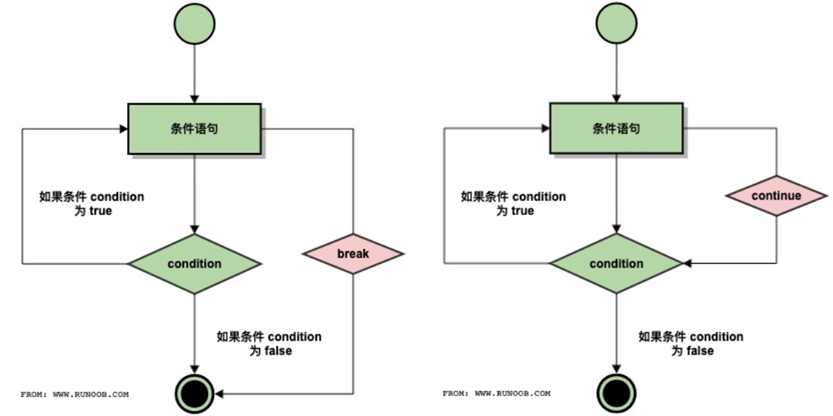 条件语句
如果条件 condition
为 true
condition
break
如果条件 condition
为 false
FROM: WWW.RUNOOB.COM
条件语句
如果条件 condition
为 true
continue
condition
如果条件 condition
为 false
FROM: WWW.RUNOOB.COM